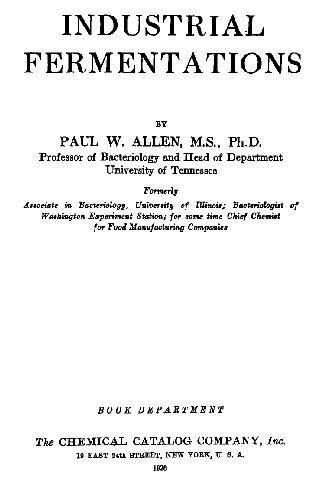 INDUSTRIAL
FERMENTATIONS
BY
PAUL W. ALLEN, M.S., Ph.D.
Professor of Bacteriology and Head of Department
University of Tennessee
Formerly
Associate in Bacteriology, University of Illinois; Bacteriologist of
Washington Experiment Station; for some time Chief Chemist
for Food Manufacturing Companies
BOOK DEPARTMENT
The CHEMICAL CATALOG COMPANY, Inc.
19 EAST 24th STREET, NEW YORK, U. S. A.
1926